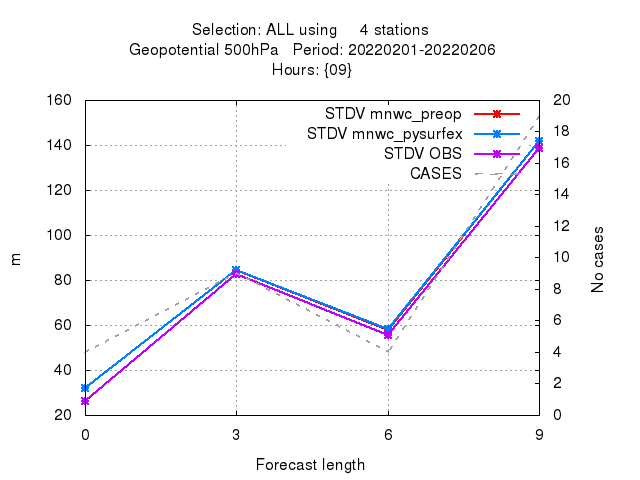 Selection: ALL using     4 stations
Geopotential 500hPa   Period: 20220201-20220206
Hours: {09}
160
140
120
100
80
60
40
20
m
20
18
16
14
12
10
8
6
4
2
0
No cases
STDV mnwc_preop
STDV mnwc_pysurfex
STDV OBS
CASES
0 3 6 9
Forecast length